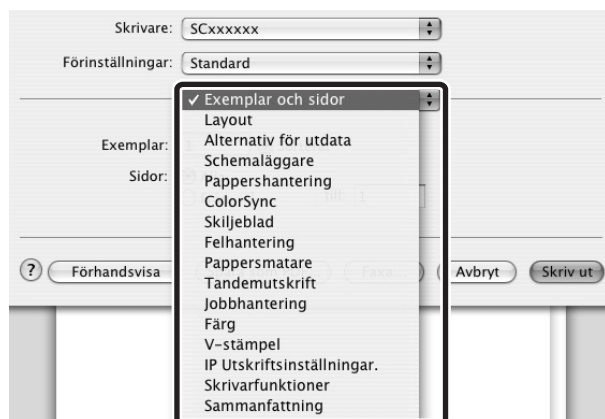 Skrivare: SCxxxxxx
Förinställningar: Standard
✓ Exemplar och sidor
Layout
Alternativ för utdata
Exemplar:
Schemaläggare
Sidor:
Pappershantering
ColorSync
Skiljeblad
Felhantering
Pappersmatare
? Förhandsvisa Faxa... Avbryt Skriv ut
Tandemutskrift
Jobbhantering
Färg
V-stämpel
IP Utskriftsinställningar.
Skrivarfunktioner
Sammanfattning